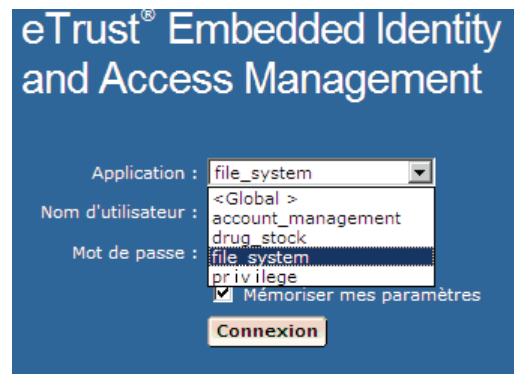 eTrust® Embedded Identity
and Access Management
Application : file_system
<Global >
account_management
Nom d'utilisateur :
drug_stock
Mot de passe : file_system
privilege
Mémoriser mes paramètres
Connexion